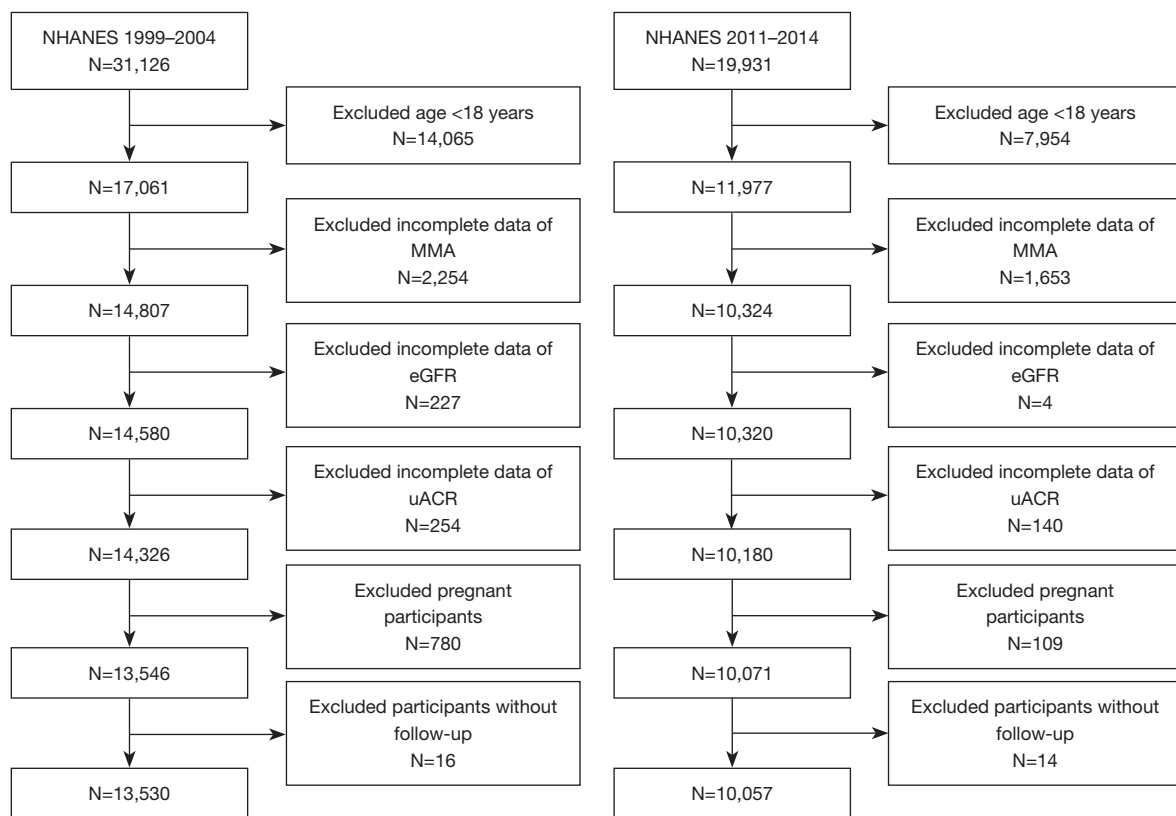 NHANES 1999–2004
N=31,126
Excluded age <18 years
N=14,065
N=17,061
Excluded incomplete data of
MMA
N=2,254
N=14,807
Excluded incomplete data of
eGFR
N=227
N=14,580
Excluded incomplete data of
uACR
N=254
N=14,326
Excluded pregnant
participants
N=780
N=13,546
Excluded participants without
follow-up
N=16
N=13,530
NHANES 2011–2014
N=19,931
Excluded age <18 years
N=7,954
N=11,977
Excluded incomplete data of
MMA
N=1,653
N=10,324
Excluded incomplete data of
eGFR
N=4
N=10,320
Excluded incomplete data of
uACR
N=140
N=10,180
Excluded pregnant
participants
N=109
N=10,071
Excluded participants without
follow-up
N=14
N=10,057